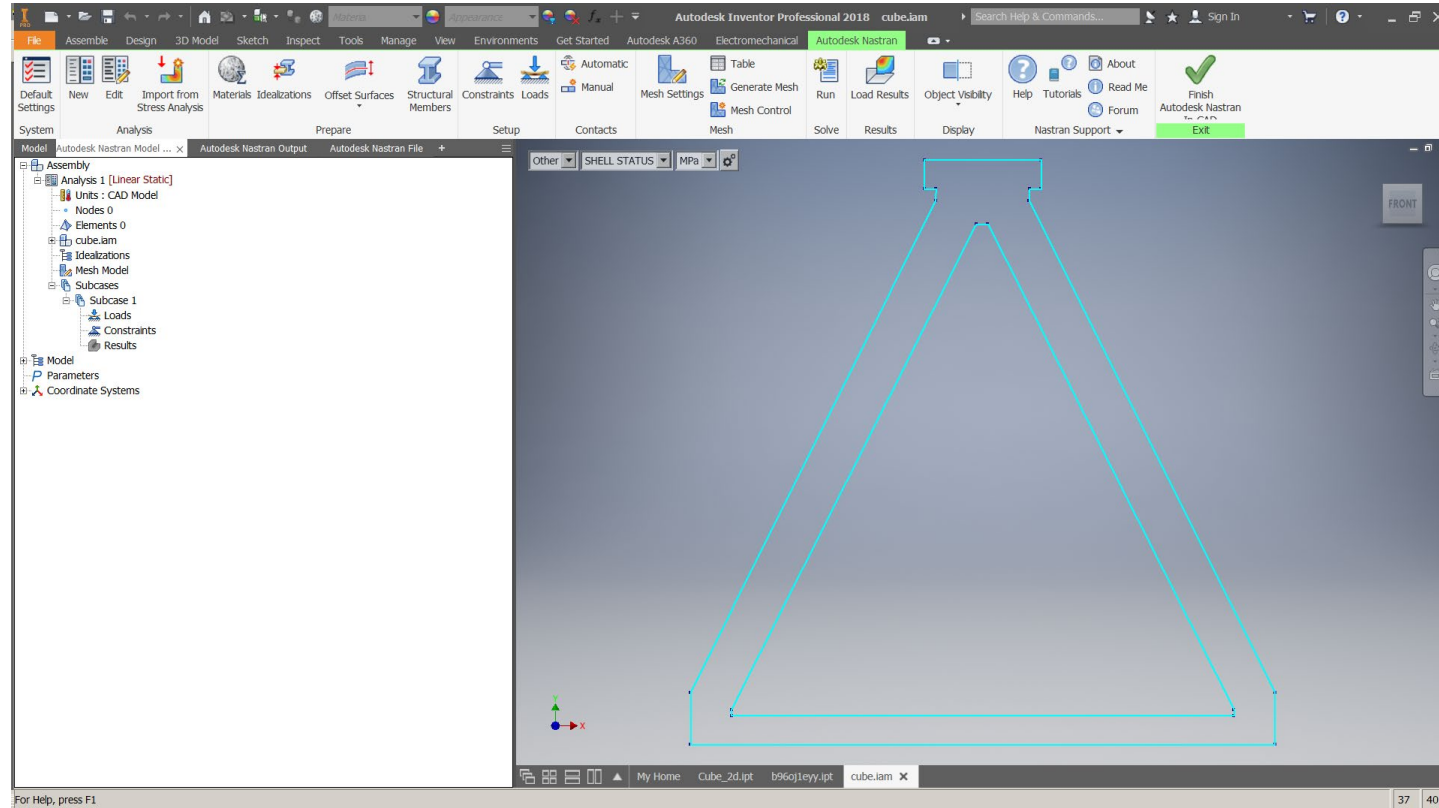 PRO
Material
Appearance
Autodesk Inventor Professional 2018 cube.iam
Search Help & Commands...
Sign In
File Assemble Design 3D Model Sketch Inspect Tools Manage View Environments Get Started Autodesk A360 Electromechanical Autodesk Nastran
Default Settings
New
Edit
Import from Stress Analysis
Materials
Idealizations
Offset Surfaces
Structural Members
Constraints
Loads
Automatic
Manual
Mesh Settings
Table
Generate Mesh
Mesh Control
Run
Load Results
Object Visibility
Help
Tutorials
About
Read Me
Forum
Finish
Autodesk Nastran
In-CAD
System Analysis Prepare Setup Contacts Mesh Solve Results Display Nastran Support Exit
Model Autodesk Nastran Model ... x Autodesk Nastran Output Autodesk Nastran File +
Other SHELL STATUS MPa
Assembly
Analysis 1 [Linear Static]
Units : CAD Model
Nodes 0
Elements 0
cube.iam
Idealizations
Mesh Model
Subcases
Subcase 1
Loads
Constraints
Results
Model
Parameters
Coordinate Systems
FRONT
Y
X
My Home Cube_2d.ipt b96oj1eyy.ipt cube.iam
For Help, press F1
37 40